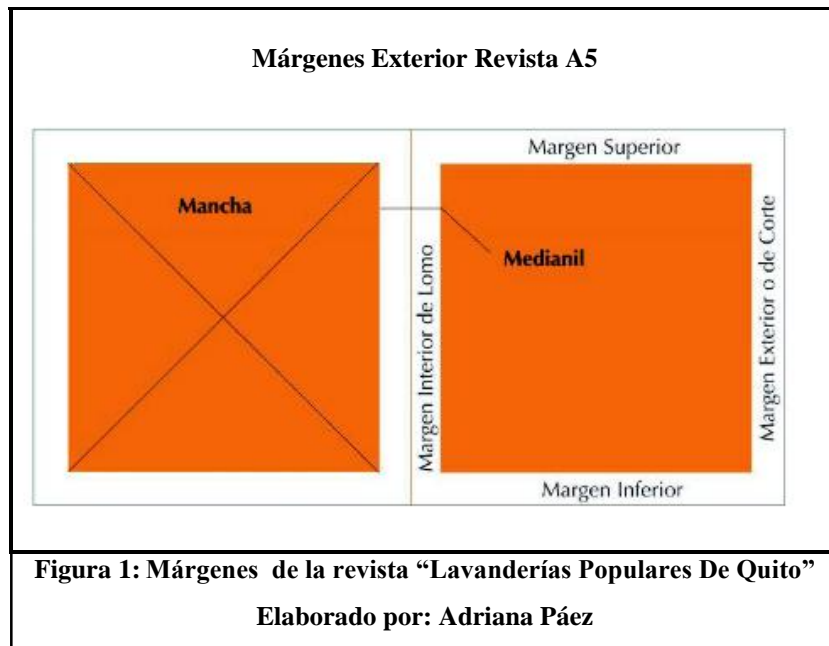 Márgenes Exterior Revista A5
Mancha
Margen Superior
Medianil
Margen Interior de Lomo
Margen Exterior o de Corte
Margen Inferior
Figura 1: Márgenes de la revista “Lavanderías Populares De Quito”
Elaborado por: Adriana Páez